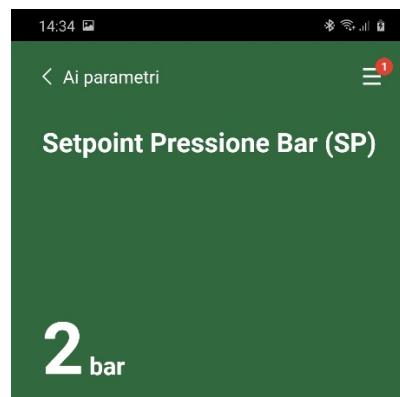 14:34
Ai parametri
1
Setpoint Pressione Bar (SP)
2 bar